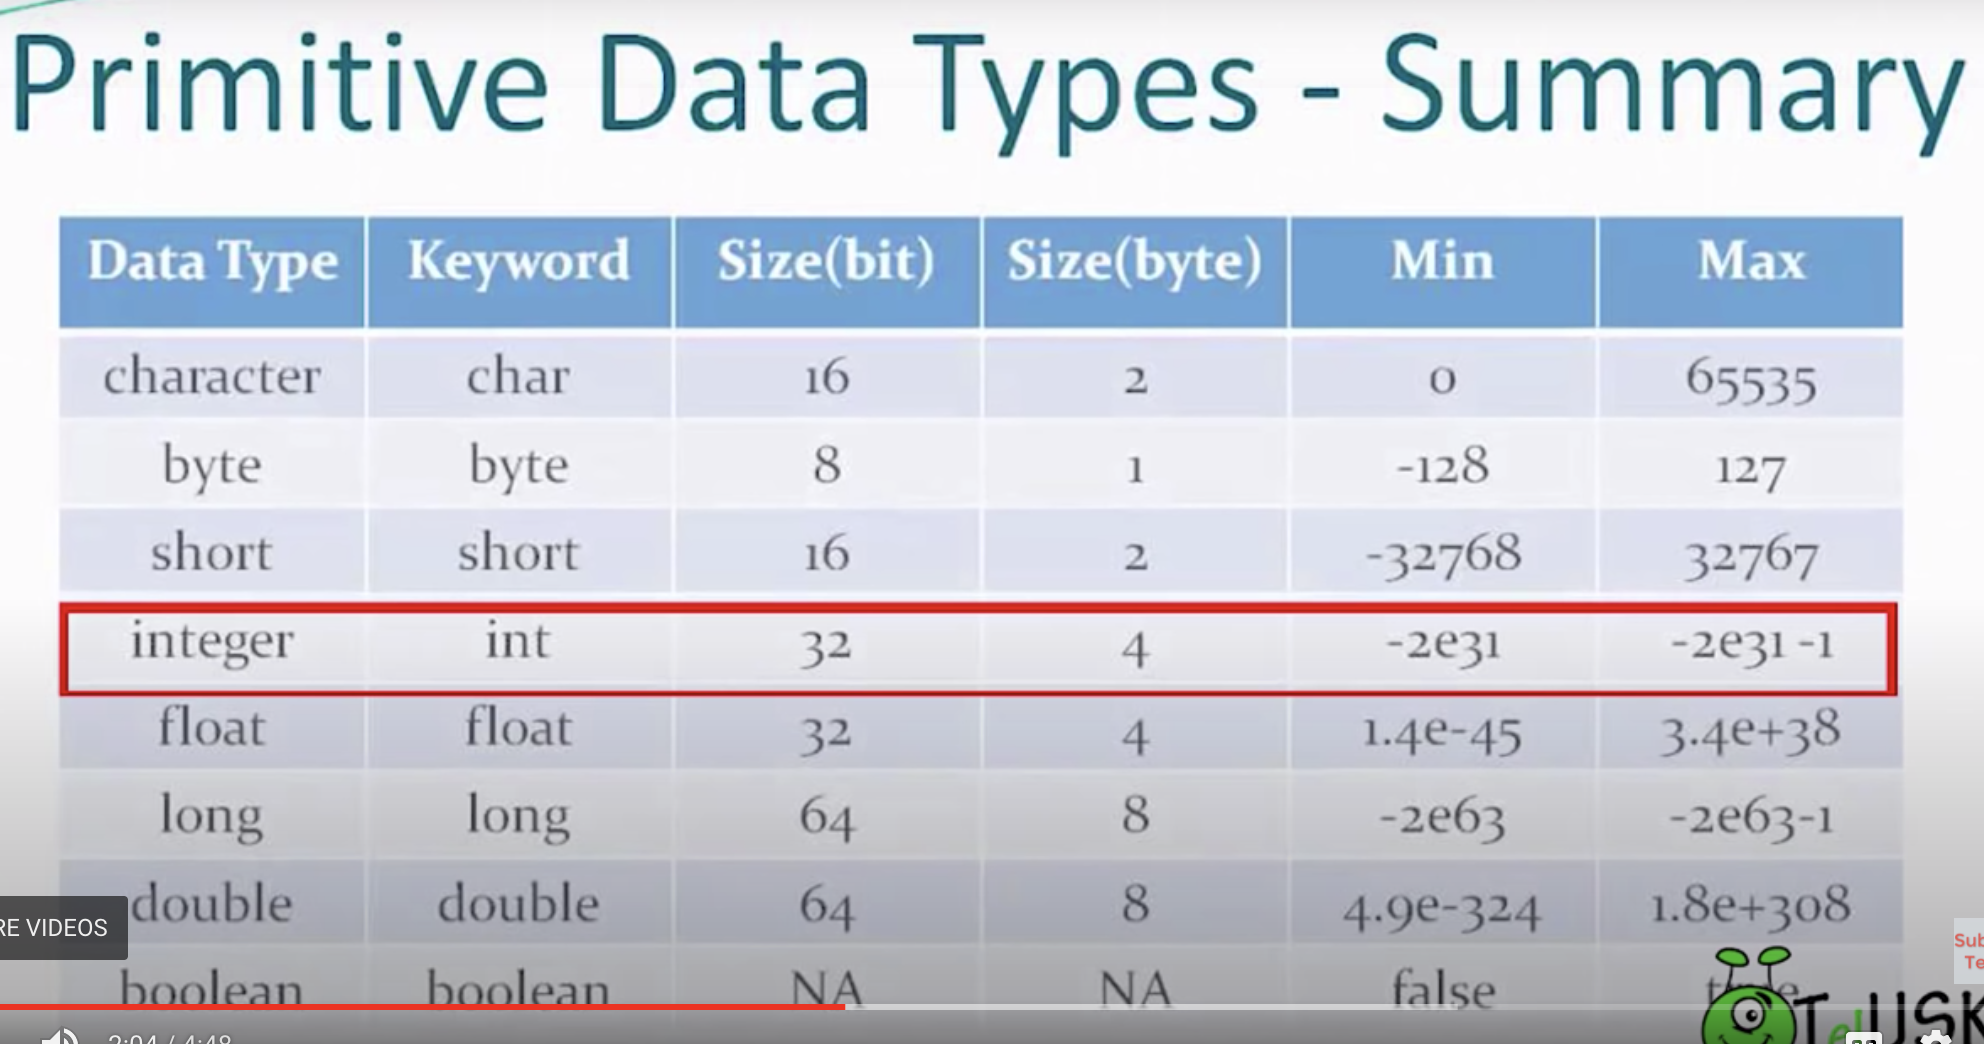 Primitive Data Types - Summary
Data Type Keyword Size(bit) Size(byte) Min Max
character char 16 2 0 65535
byte byte 8 1 -128 127
short short 16 2 -32768 32767
integer int 32 4 -2e31 -2e31 -1
float float 32 4 1.4e-45 3.4e+38
long long 64 8 -2e63 -2e63-1
double double 64 8 4.9e-324 1.8e+308
RE VIDEOS
Sub
Te
boolean boolean NA NA false
TelUSK
2:04 / 4:48